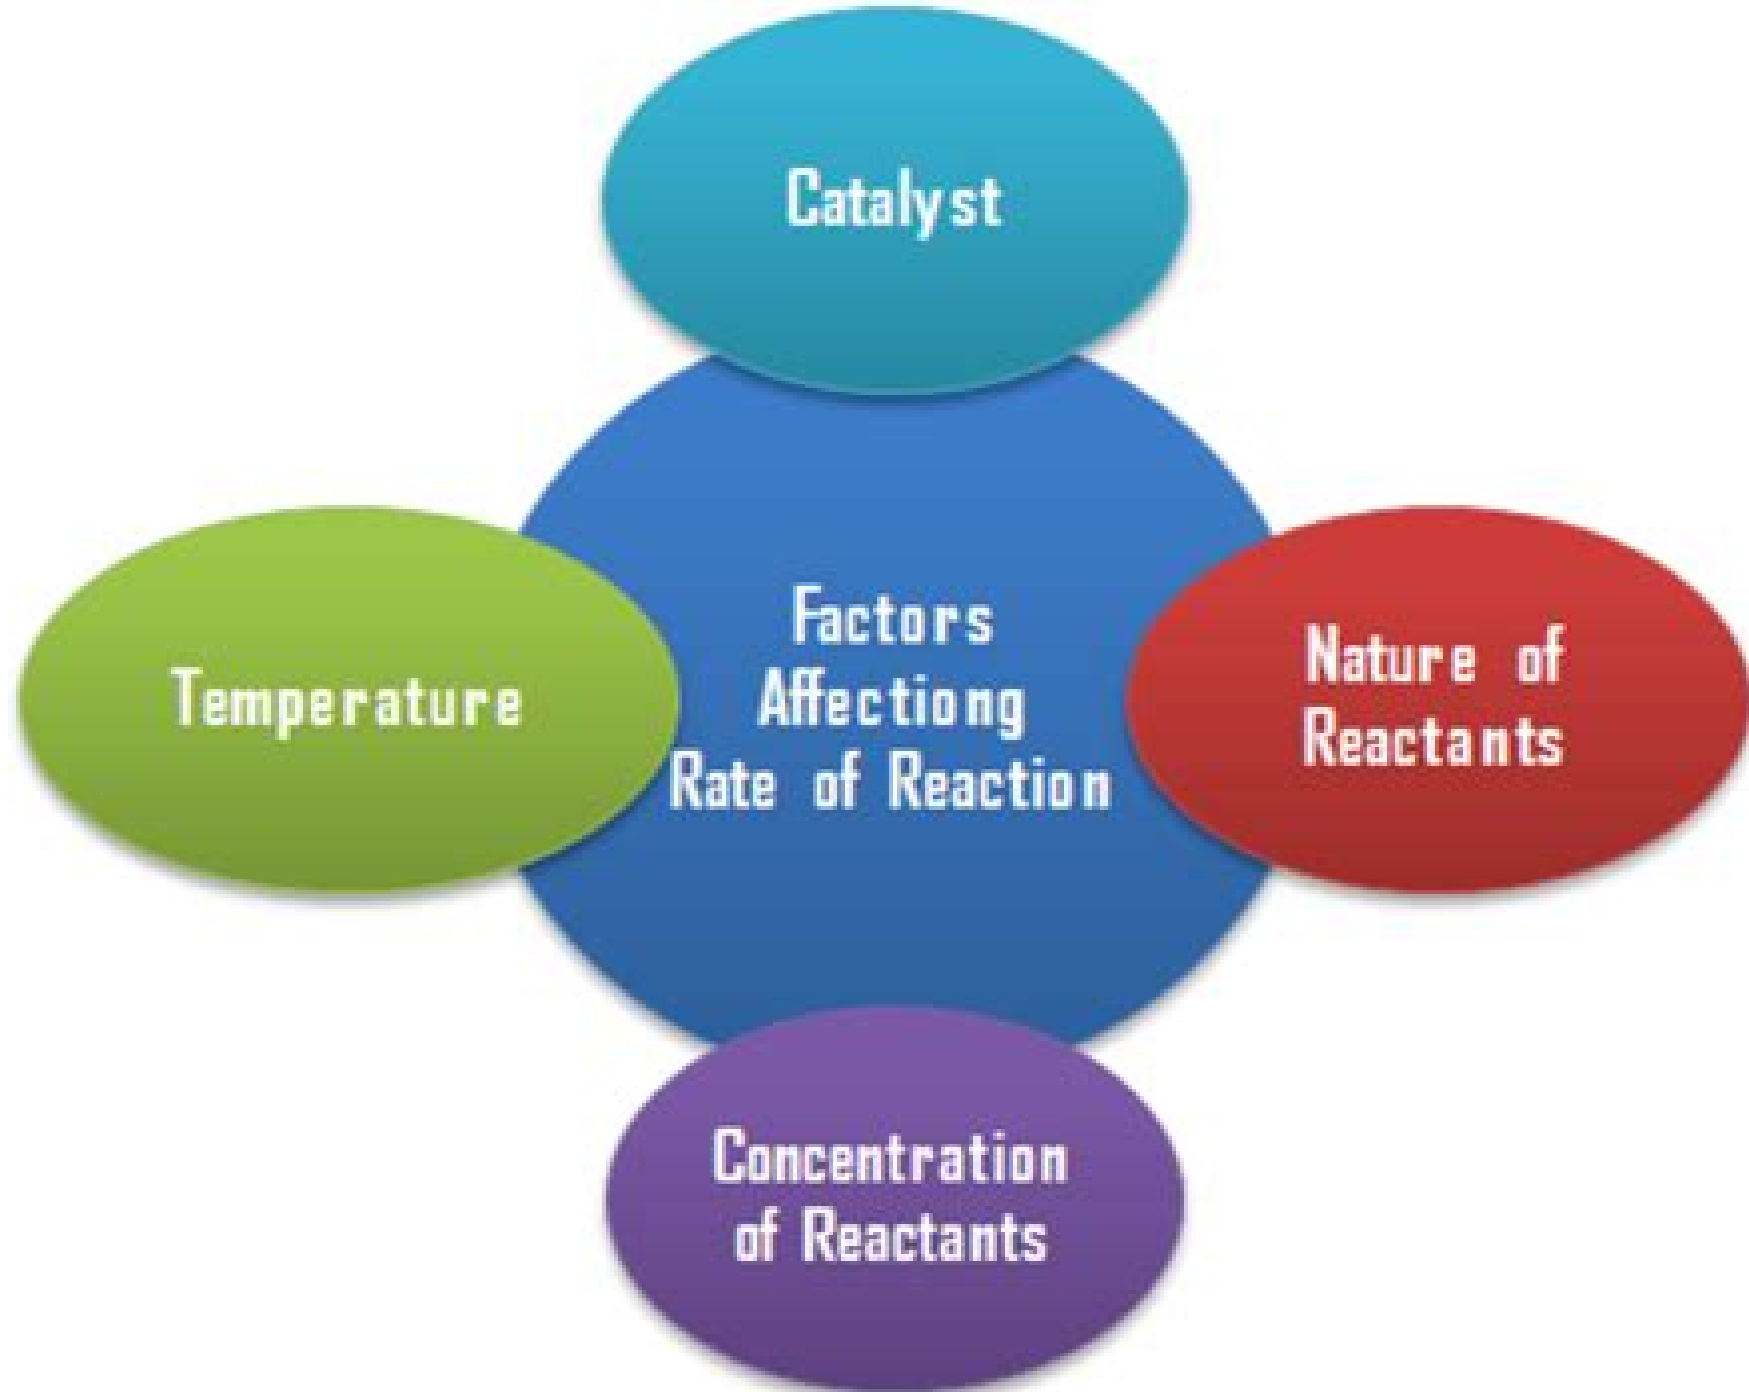 Catalyst
Factors
Affectiong
Rate of Reaction
Temperature
Nature of
Reactants
Concentration
of Reactants